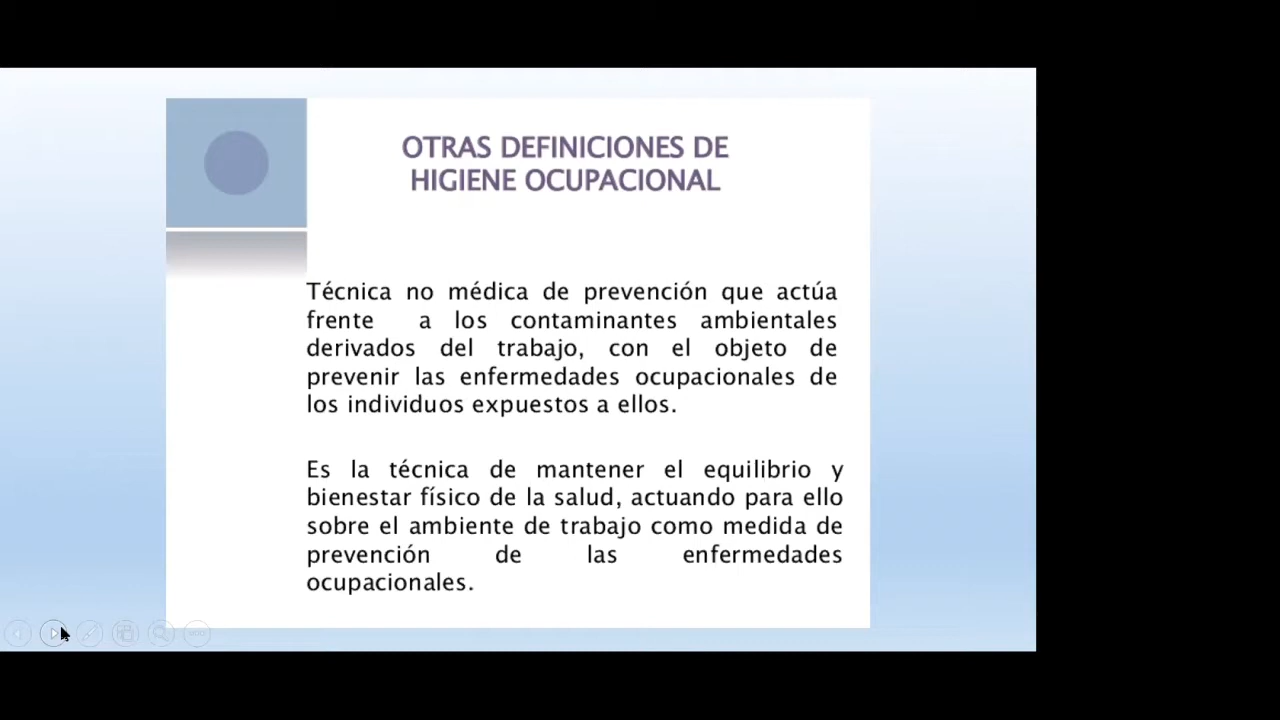 OTRAS DEFINICIONES DE
HIGIENE OCUPACIONAL
Técnica no médica de prevención que actúa
frente a los contaminantes ambientales
derivados del trabajo, con el objeto de
prevenir las enfermedades ocupacionales de
los individuos expuestos a ellos.
Es la técnica de mantener el equilibrio y
bienestar físico de la salud, actuando para ello
sobre el ambiente de trabajo como medida de
prevención de las enfermedades
ocupacionales.